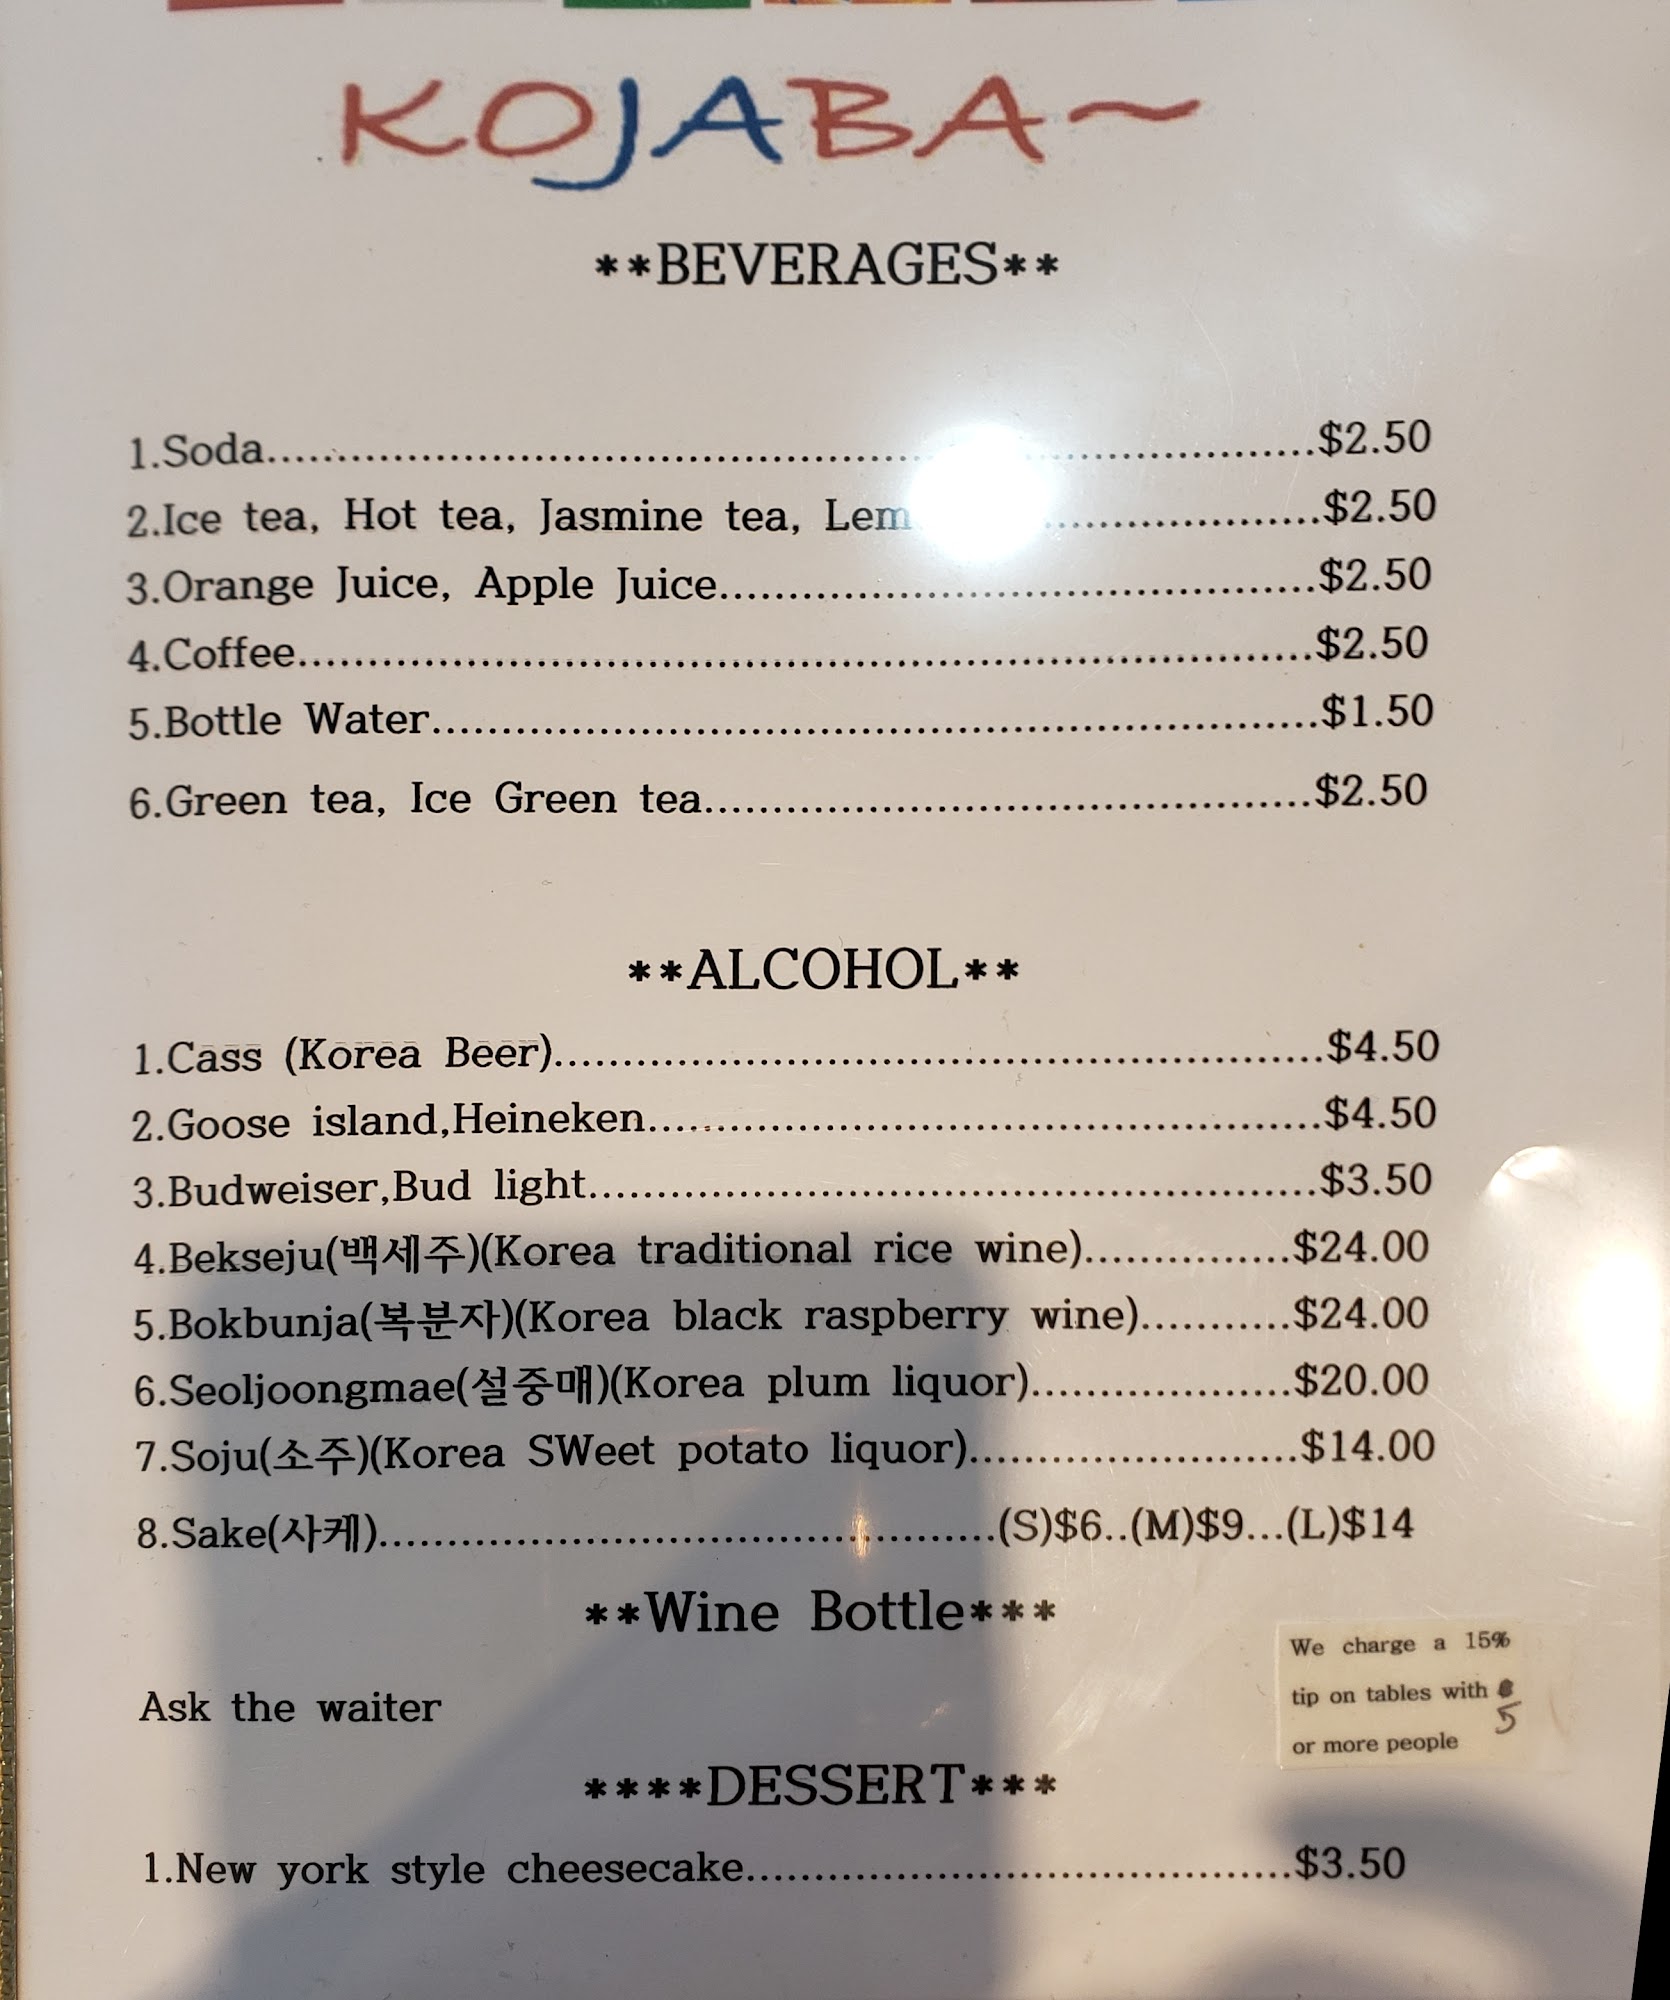 KOJABA~
**BEVERAGES**
1.Soda..........$2.50
2.Ice tea, Hot tea, Jasmine tea, ..........$2.50
3.Orange Juice, Apple Juice..........$2.50
4.Coffee..........$2.50
5.Bottle Water..........$1.50
6.Green tea, Ice Green tea..........$2.50
**ALCOHOL**
1.Cass (Korea Beer)..........$4.50
2.Goose island,Heineken..........$4.50
3.Budweiser,Bud light..........$3.50
4.Bekseju(백세주)(Korea traditional rice wine)..........$24.00
5.Bokbunja(복분자)(Korea black raspberry wine)..........$24.00
6.Seoljoongmae(설중매)(Korea plum liquor)..........$20.00
7.Soju(소주)(Korea SWeet potato liquor)..........$14.00
8.Sake(사케)..........(S)$6..(M)$9...(L)$14
**Wine Bottle***
Ask the waiter
We charge a 15%
tip on tables with
5
or more people
****DESSERT***
1.New york style cheesecake..........$3.50